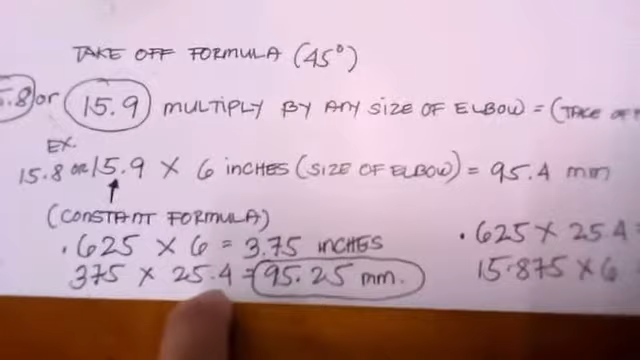 TAKE OFF FORMULA (45°)
5.8 or 15.9 MULTIPLY BY ANY SIZE OF ELBOW = (TAKE OFF
EX.
15.8 OR 15.9 X 6 INCHES (SIZE OF ELBOW) = 95.4 mm
(CONSTANT FORMULA)
.625 X 6 = 3.75 INCHES
375 X 25.4 = 95.25 mm.
.625 X 25.4 =
15.875 X 6